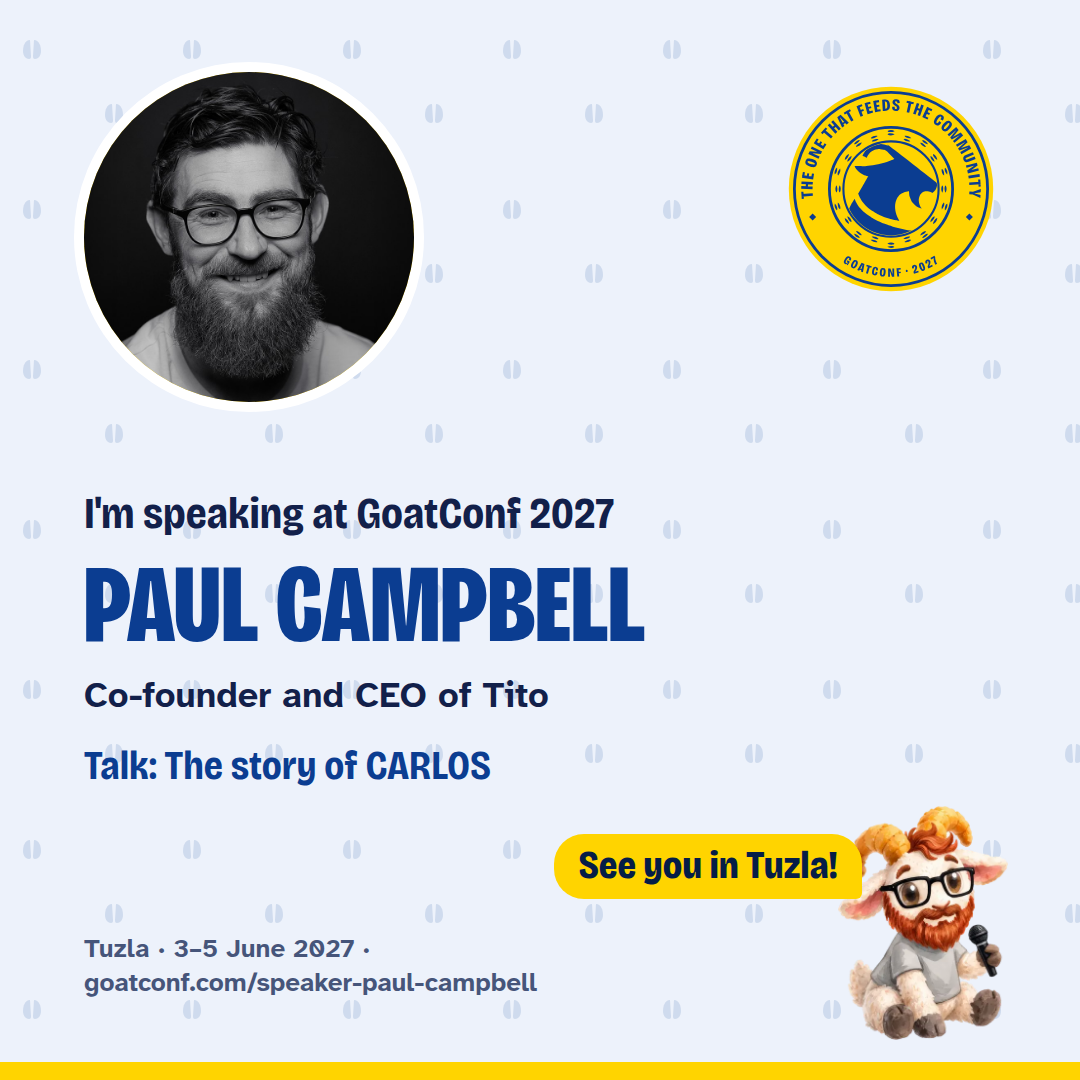 THE ONE THAT FEEDS THE COMMUNITY
GOATCONF · 2027
I'm speaking at GoatConf 2027
PAUL CAMPBELL
Co-founder and CEO of Tito
Talk: The story of CARLOS
See you in Tuzla!
Tuzla · 3–5 June 2027 ·
goatconf.com/speaker-paul-campbell